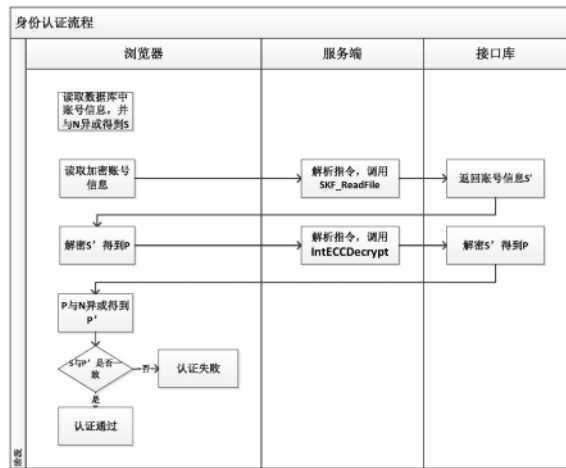 身份认证流程
浏览器
服务端
接口库
读取数据库中
账号信息，并
与N异或得到S
读取加密账号
信息
解析指令，调用
SKF_ReadFile
返回账号信息S'
解密S’得到P
解析指令，调用
IntECCDecrypt
解密S’得到P
P与N异或得到
P’
S与P’是否一
致
否
认证失败
是
认证通过
阶段